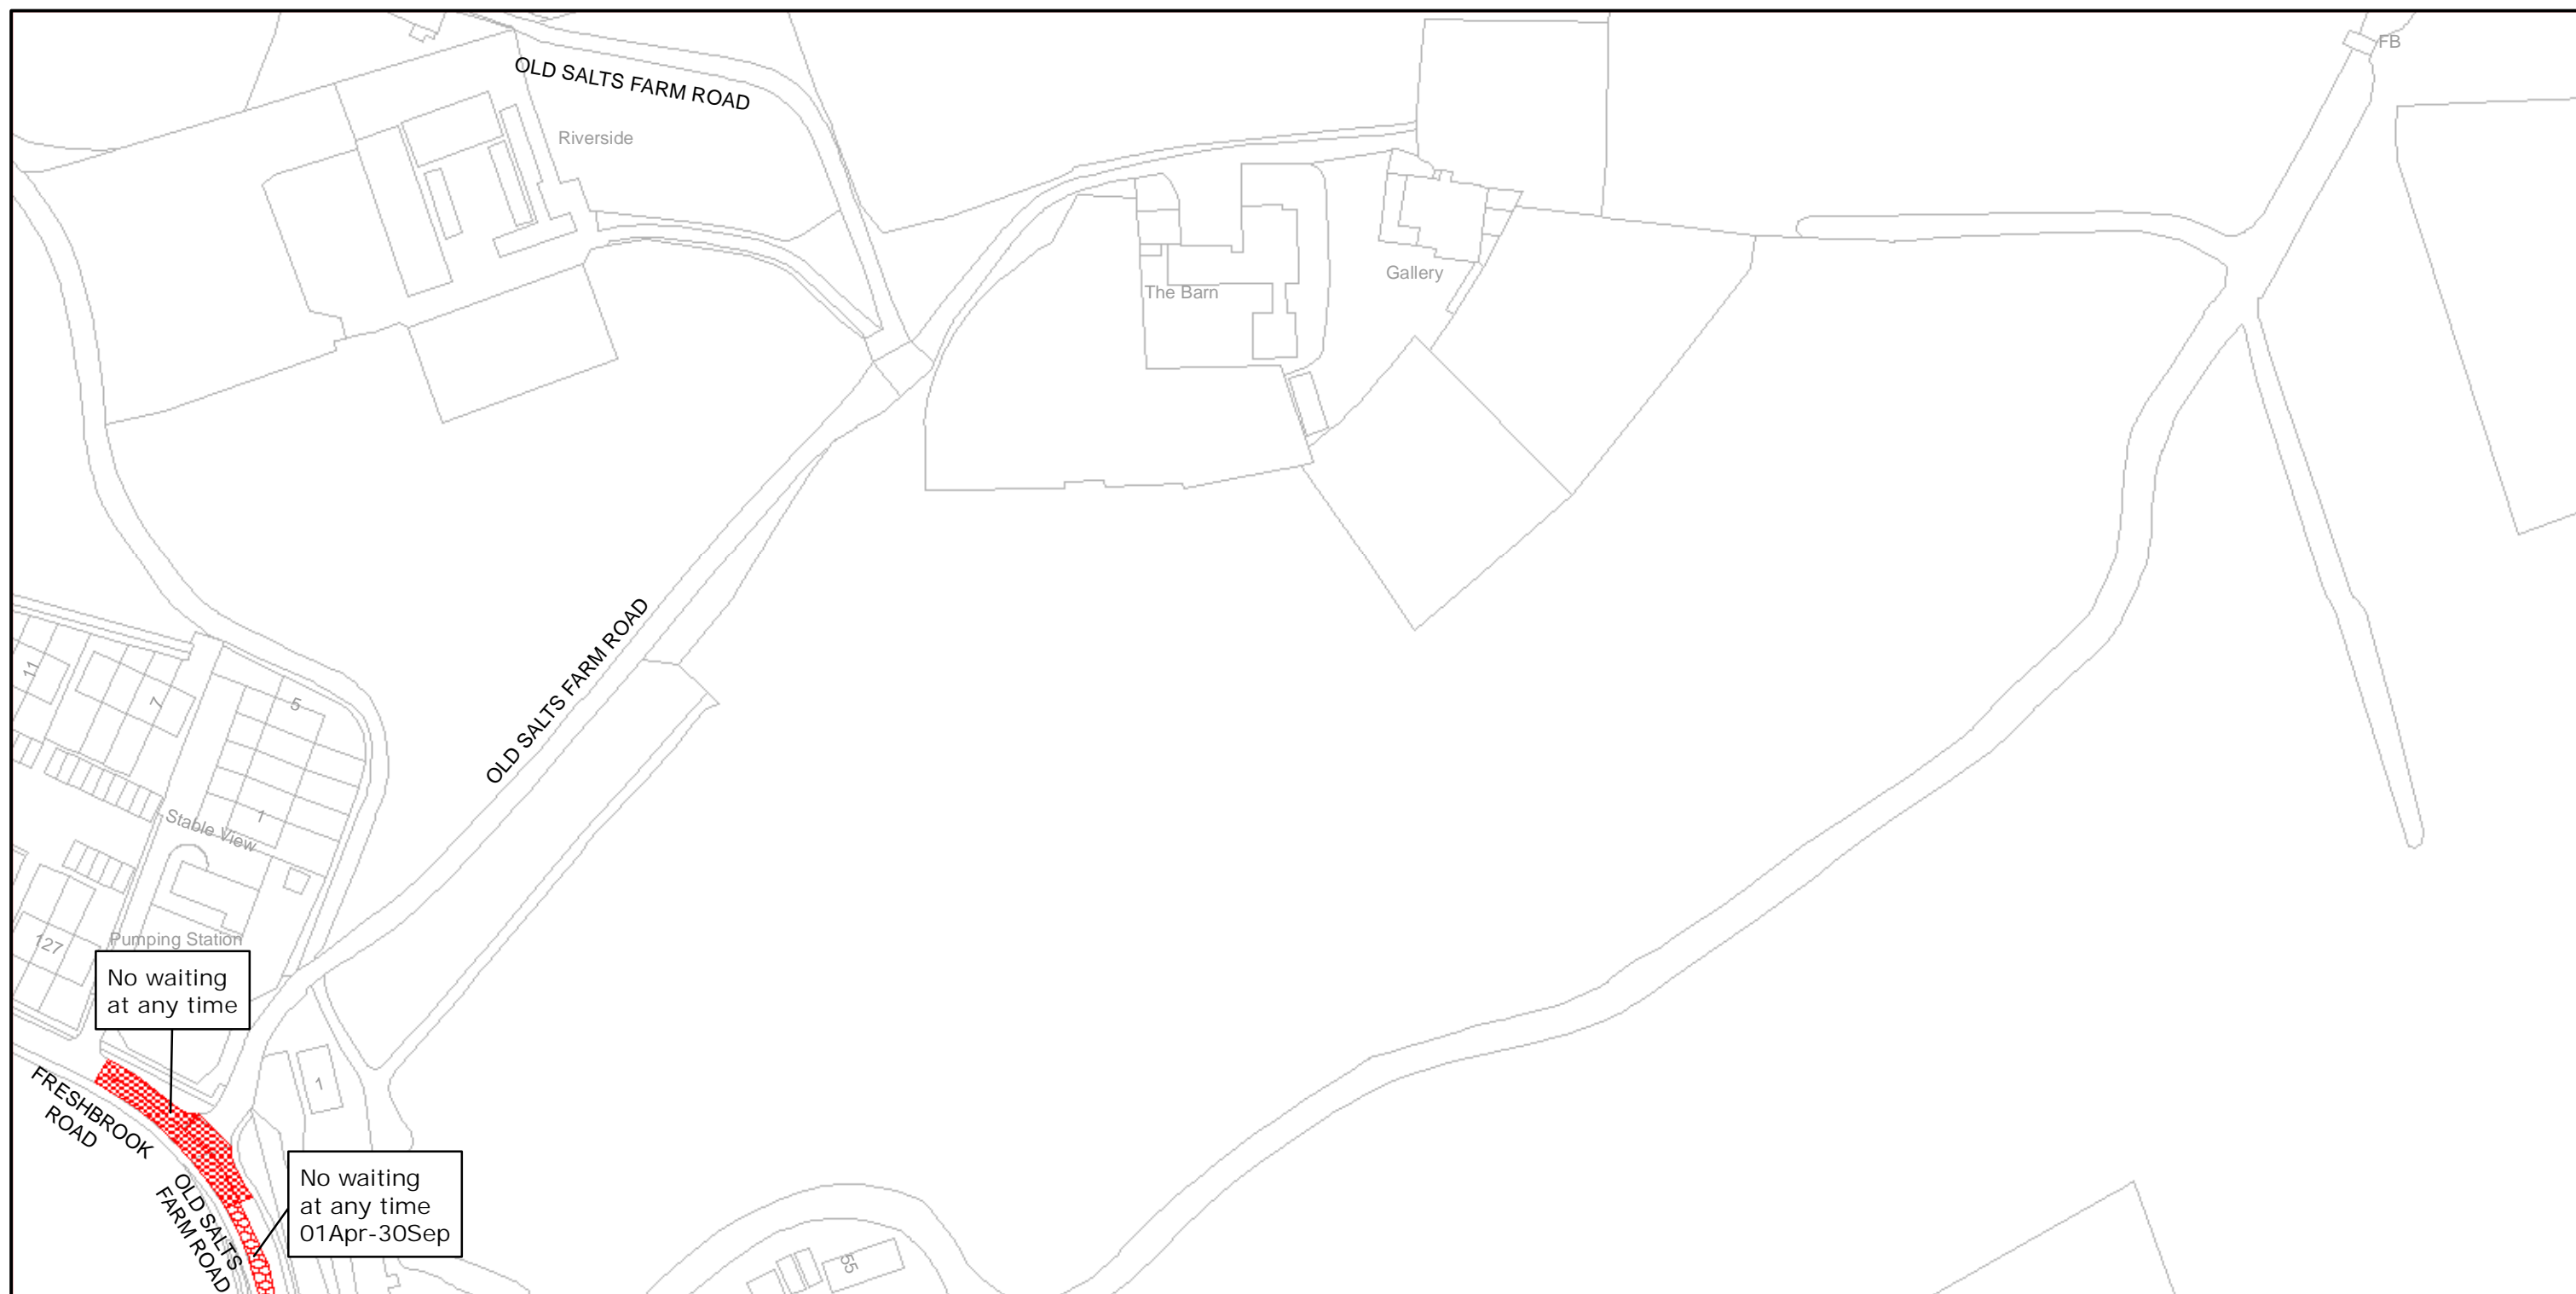 FB
OLD SALTS FARM ROAD
Riverside
Gallery
The Barn
OLD SALTS FARM ROAD
11
7
5
1
Stable View
127
Pumping Station
No waiting
at any time
1
FRESHBROOK
ROAD
OLD SALTS
FARM ROAD
No waiting
at any time
01Apr-30Sep
55